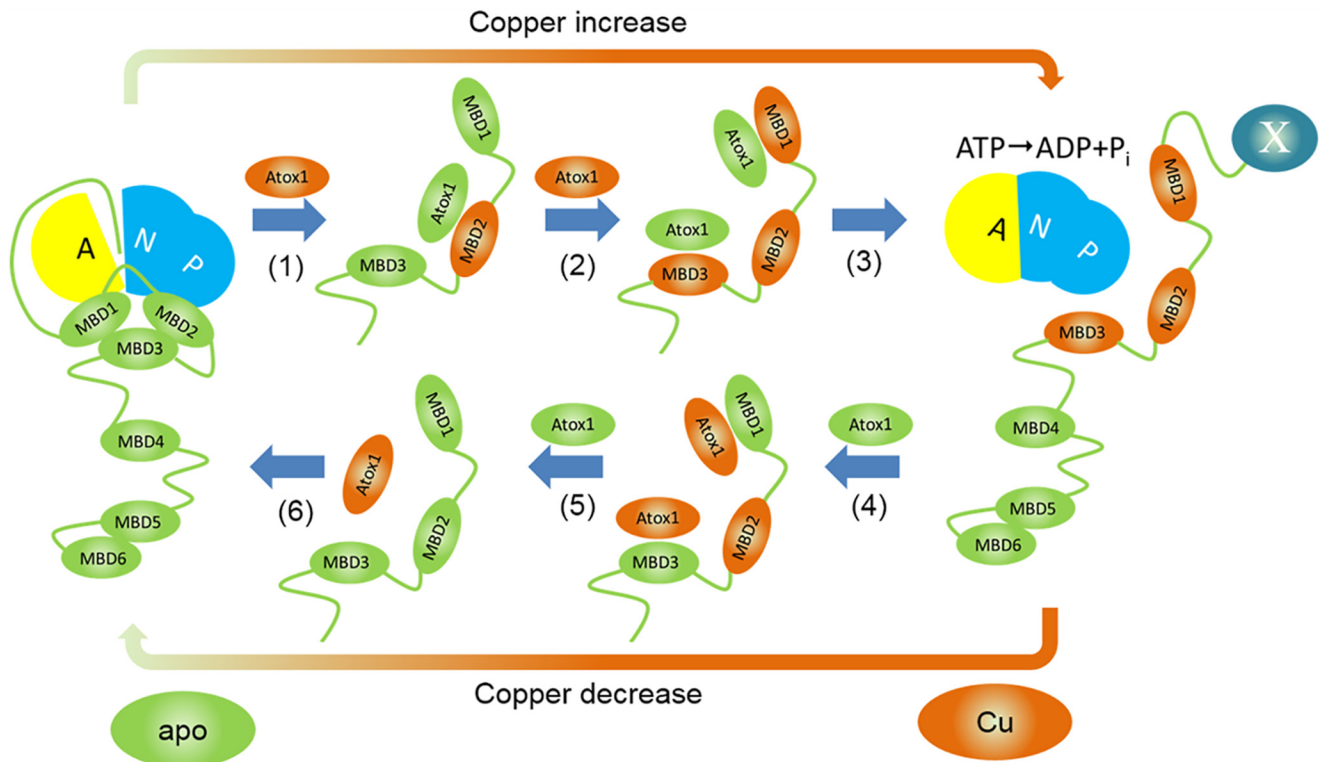 Copper increase
Atox1
(1)
MBD1
Atox1
MBD2
MBD3
Atox1
(2)
Atox1
MBD1
Atox1
MBD3
MBD2
(3)
ATP→ADP+Pi
X
A
N
P
MBD1
MBD2
MBD3
MBD4
MBD5
MBD6
A
N
P
MBD1
MBD2
MBD3
MBD4
MBD5
MBD6
Atox1
(4)
MBD1
Atox1
Atox1
MBD3
MBD2
Atox1
(5)
MBD1
Atox1
MBD2
MBD3
(6)
Copper decrease
apo
Cu